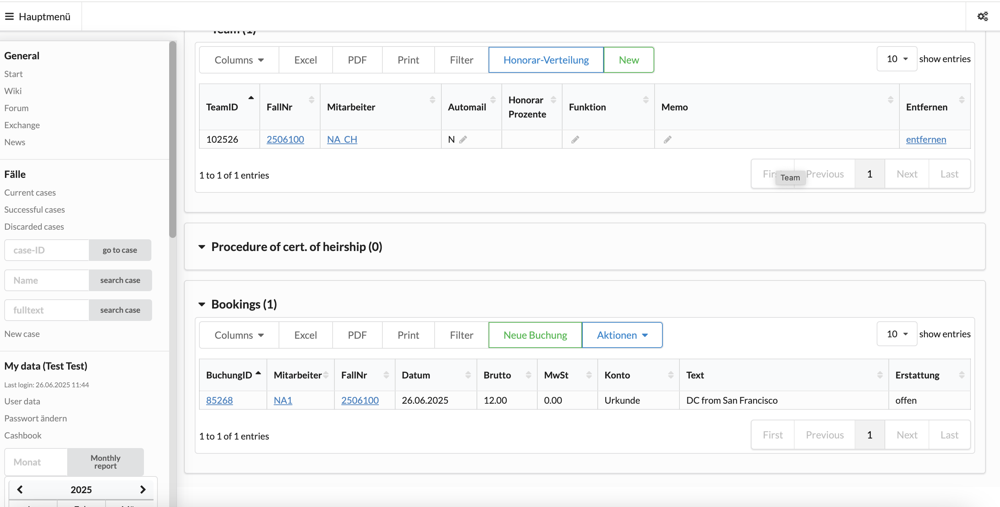 Hauptmenü
Team (1)
General
Start
Wiki
Forum
Exchange
News
Fälle
Current cases
Successful cases
Discarded cases
case-ID go to case
Name search case
fulltext search case
New case
My data (Test Test)
Last login: 26.06.2025 11:44
User data
Passwort ändern
Cashbook
Monat Monthly report
2025
Columns Excel PDF Print Filter Honorar-Verteilung New 10 show entries
TeamID FallNr Mitarbeiter Automail Honorar Prozente Funktion Memo Entfernen
102526 2506100 NA_CH N entfernen
1 to 1 of 1 entries
Previous 1 Next Last
Team
Procedure of cert. of heirship (0)
Bookings (1)
Columns Excel PDF Print Filter Neue Buchung Aktionen 10 show entries
BuchungID Mitarbeiter FallNr Datum Brutto MwSt Konto Text Erstattung
85268 NA1 2506100 26.06.2025 12.00 0.00 Urkunde DC from San Francisco offen
1 to 1 of 1 entries
First Previous 1 Next Last